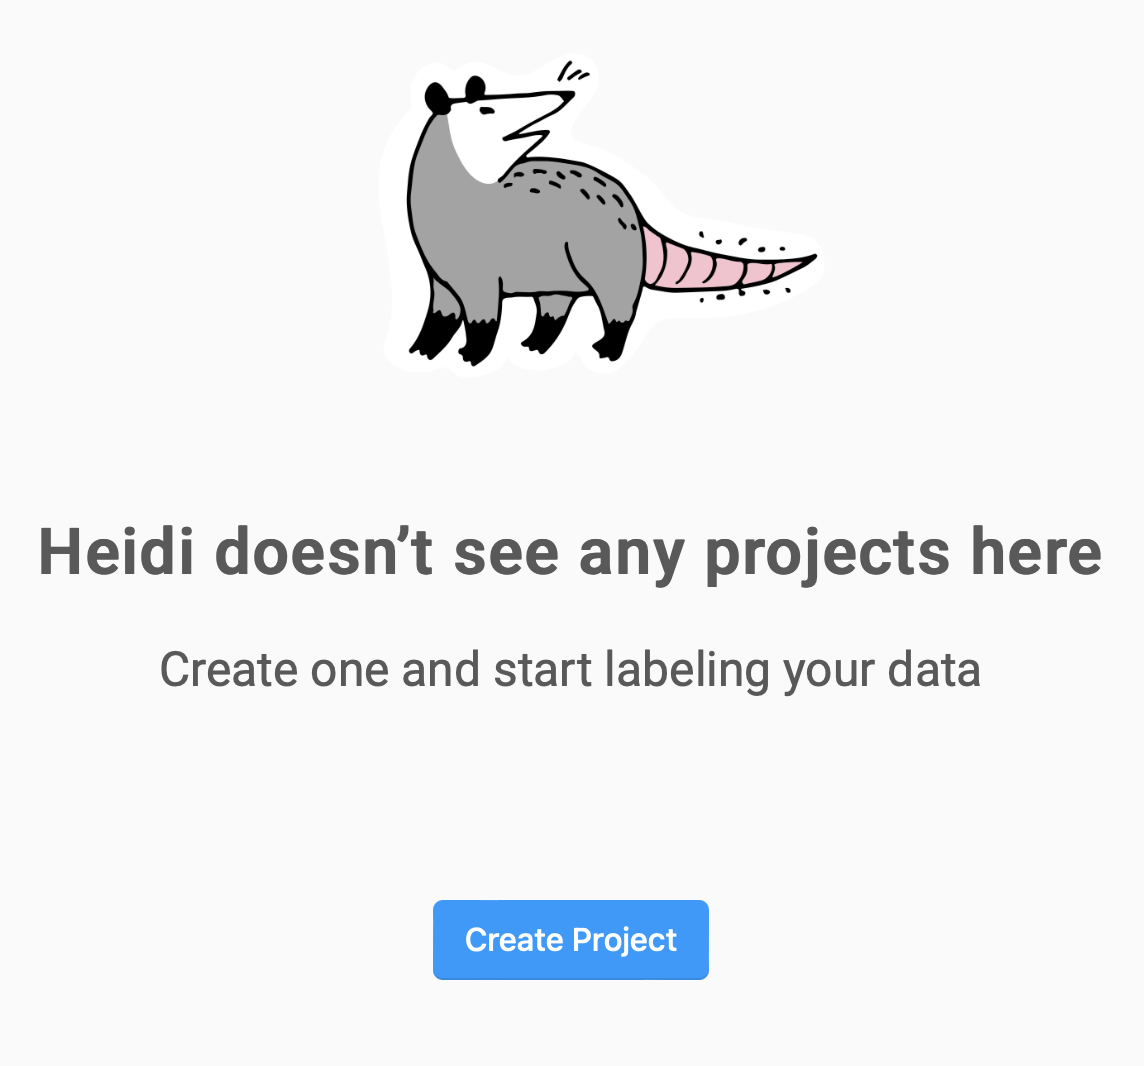 Heidi doesn’t see any projects here
Create one and start labeling your data
Create Project